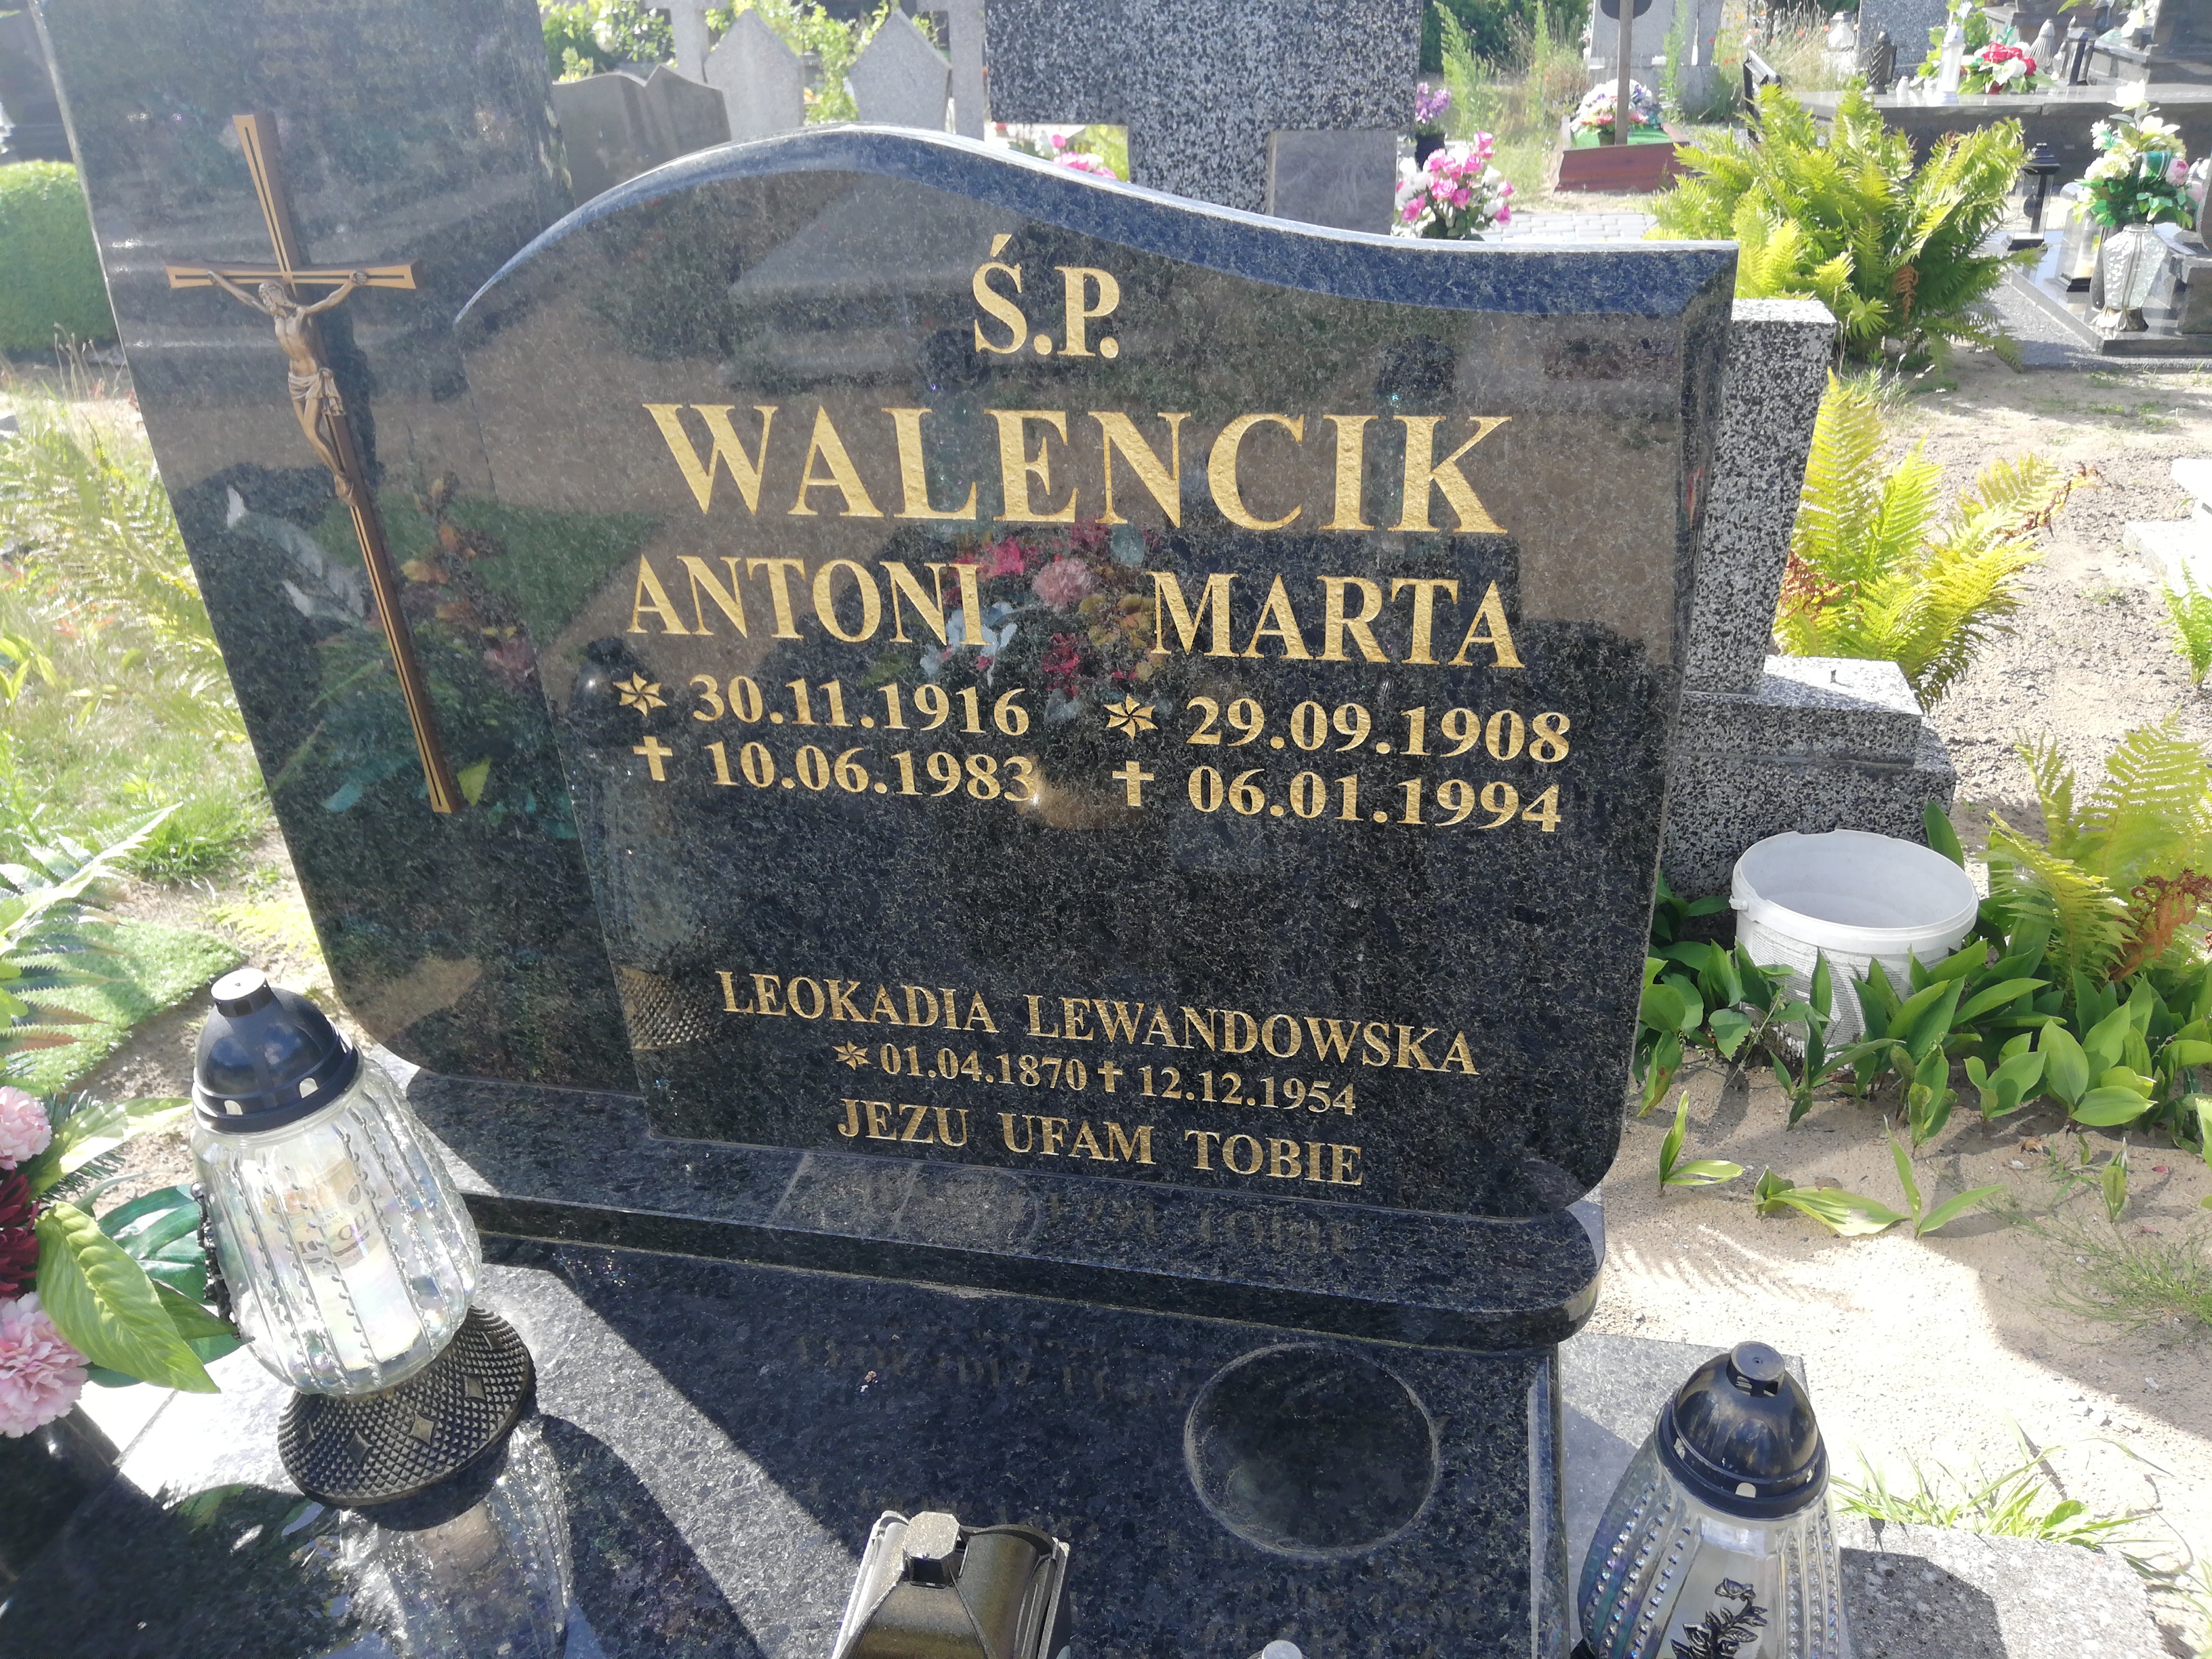 Ś.P.
WALENCIK
ANTONI MARTA
30.11.1916 29.09.1908
10.06.1983 06.01.1994
LEOKADIA LEWANDOWSKA
01.04.1870 12.12.1954
JEZU UFAM TOBIE